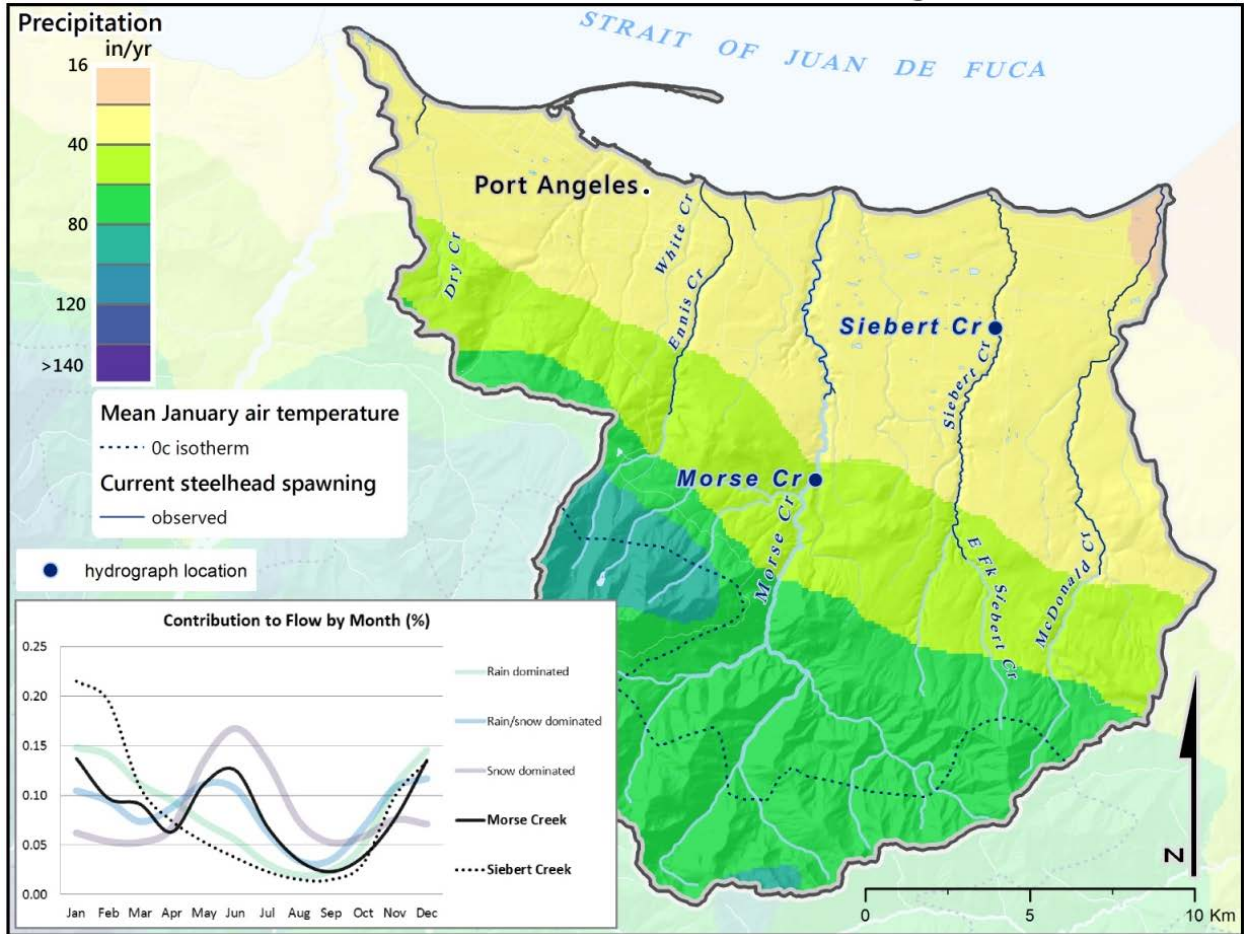 Precipitation
in/yr
16
40
80
120
>140
Mean January air temperature
0c isotherm
Current steelhead spawning
observed
hydrograph location
STRAIT OF JUAN DE FUCA
Port Angeles
Dry Cr
White Cr
Ennis Cr
Morse Cr
Morse Cr
Siebert Cr
Siebert Cr
E Fk Siebert Cr
McDonald Cr
Contribution to Flow by Month (%)
0.25
0.20
0.15
0.10
0.05
0.00
Jan Feb Mar Apr May Jun Jul Aug Sep Oct Nov Dec
Rain dominated
Rain/snow dominated
Snow dominated
Morse Creek
Siebert Creek
N
0 5 10 Km